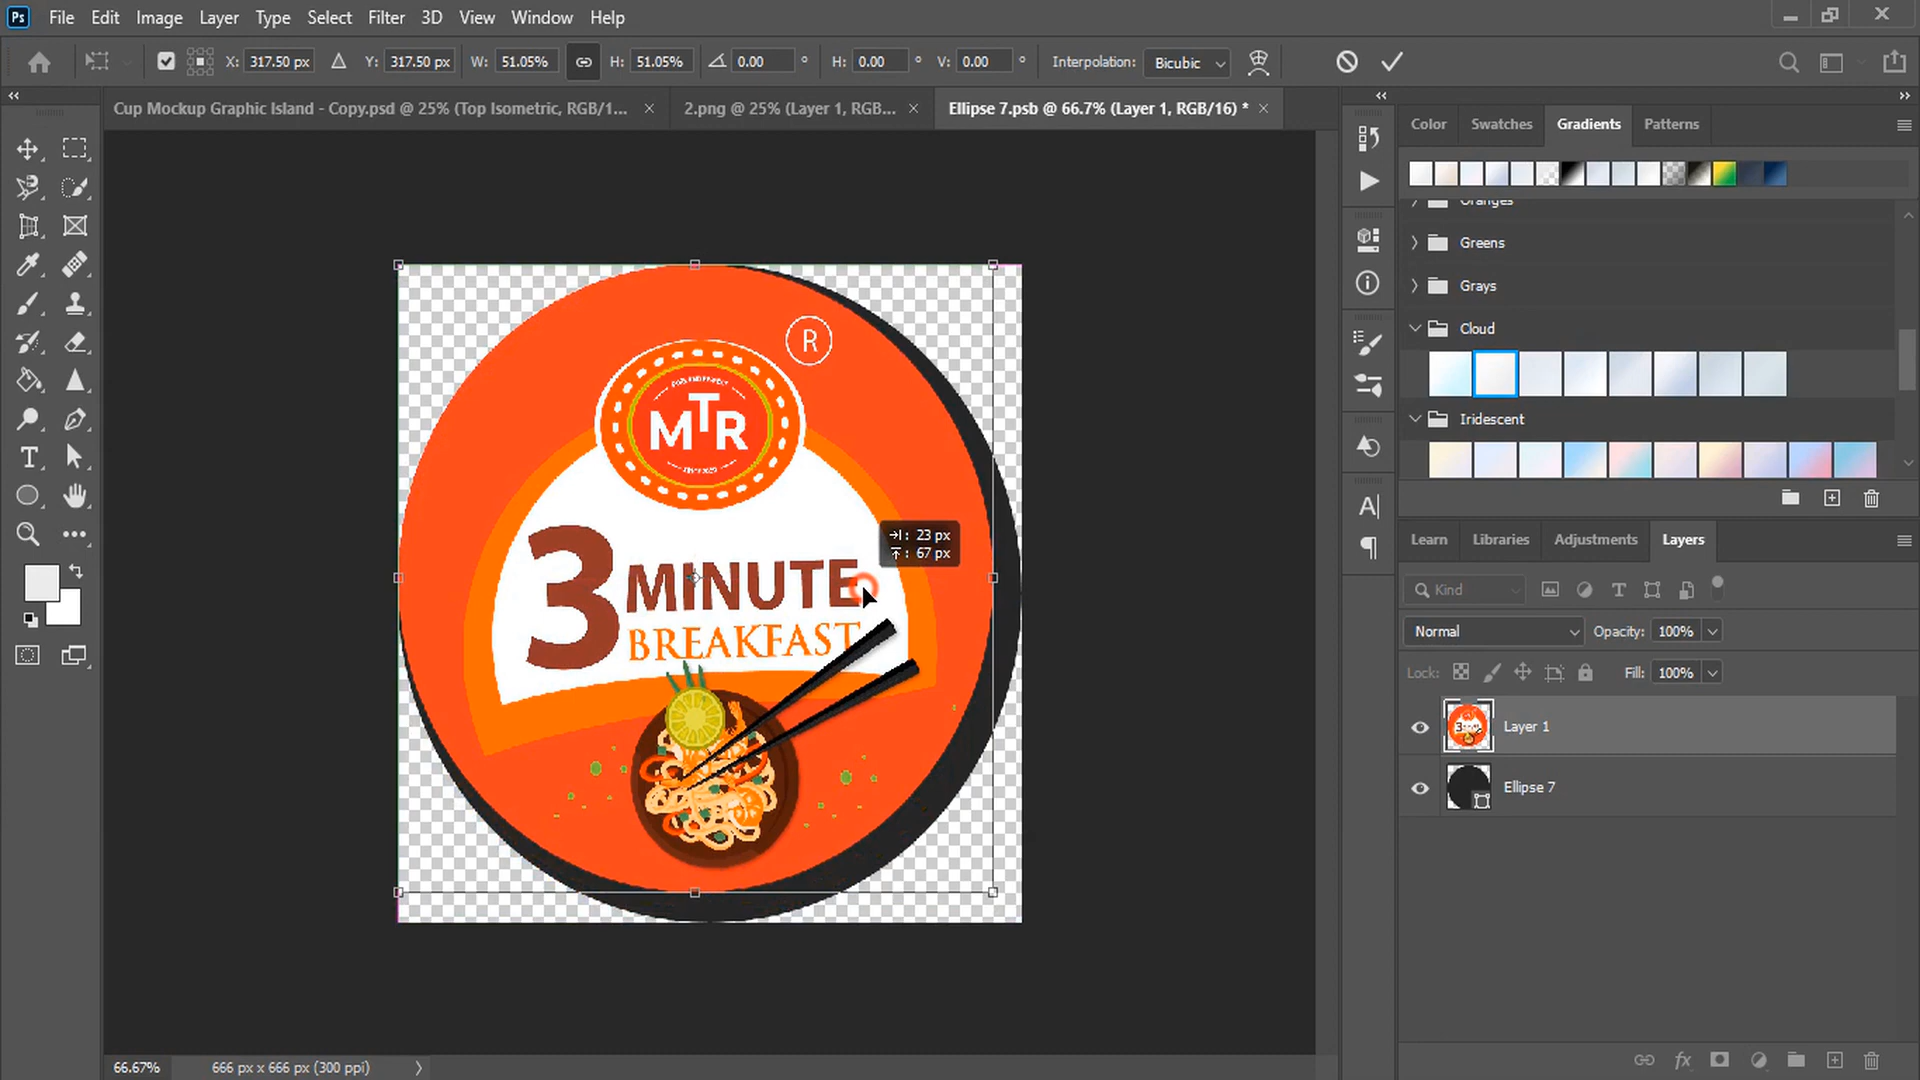 Ps File Edit Image Layer Type Select Filter 3D View Window Help
X: 317.50 px Y: 317.50 px W: 51.05% H: 51.05% 0.00 ° H: 0.00 ° V: 0.00 ° Interpolation: Bicubic
Cup Mockup Graphic Island - Copy.psd @ 25% (Top Isometric, RGB/1... × 2.png @ 25% (Layer 1, RGB... × Ellipse 7.psb @ 66.7% (Layer 1, RGB/16) * ×
Color Swatches Gradients Patterns
Oranges
Greens
Grays
Cloud
Iridescent
R
MTR
3 MINUTE
BREAKFAST
: 23 px
: 67 px
Learn Libraries Adjustments Layers
Kind
Normal Opacity: 100%
Lock: Fill: 100%
Layer 1
Ellipse 7
fx
66.67% 666 px x 666 px (300 ppi)